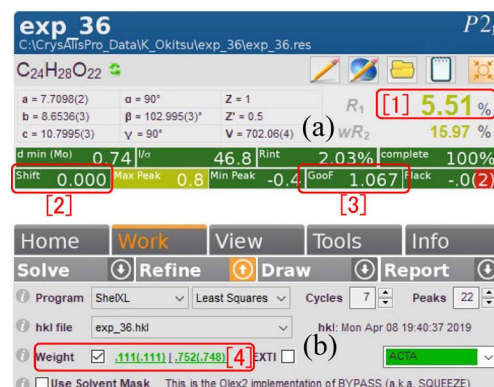 exp_36 P2₁
C:\CrysAlisPro_Data\K_Okitsu\exp_36\exp_36.res
C₂₄H₂₈O₂₂
a = 7.7098(2) α = 90° Z = 1 R₁ [1] 5.51 %
b = 8.6536(3) β = 102.995(3)° Z' = 0.5 (a)
c = 10.7995(3) γ = 90° V = 702.06(4) wR₂ 15.97 %
d min (Mo) 0.74 I/σ 46.8 Rint 2.03% complete 100%
Shift 0.000 Max Peak 0.8 Min Peak -0.4 GooF 1.067 Flack -.0(2)
[2] [3]
Home Work View Tools Info
Solve Refine Draw Report
Program ShelXL Least Squares Cycles 7 Peaks 22
hkl file exp_36.hkl hkl: Mon Apr 08 19:40:37 2019
Weight .111(.111) | .752(.748) [4] EXTI (b) ACTA
Use Solvent Mask This is the Olex2 implementation of BYPASS (a.k.a. SQUEEZE)